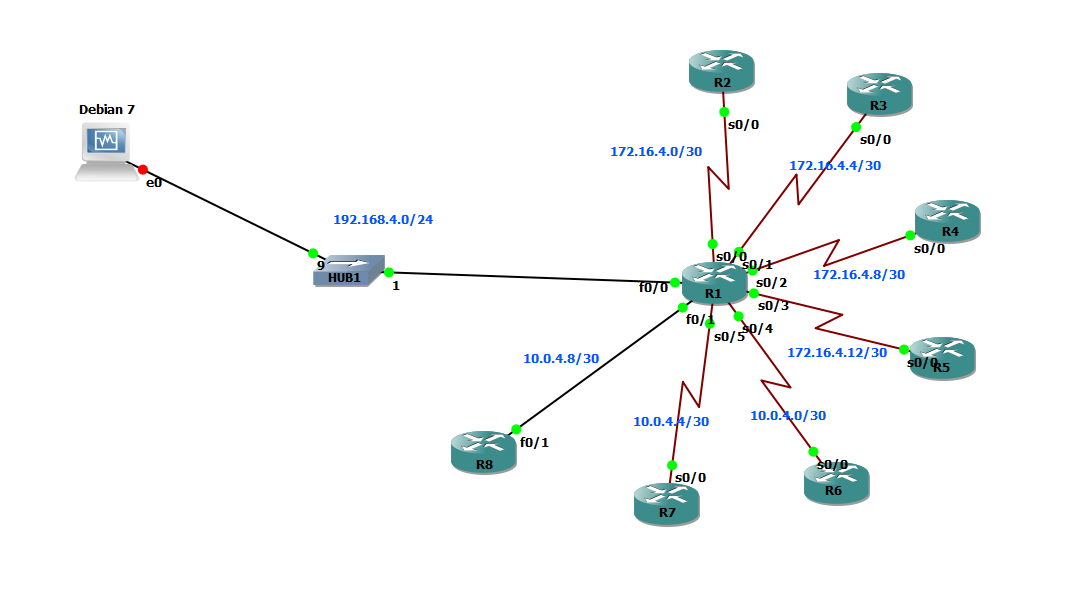 R2
R3
Debian 7
s0/0
s0/0
172.16.4.0/30
172.16.4.4/30
e0
192.168.4.0/24
R4
s0/0
s0/0
s0/1
9
HUB1
1
172.16.4.8/30
f0/0
R1
s0/2
s0/3
f0/1
s0/4
s0/5
172.16.4.12/30
10.0.4.8/30
s0/0
R5
10.0.4.4/30
10.0.4.0/30
f0/1
R8
s0/0
s0/0
R6
R7